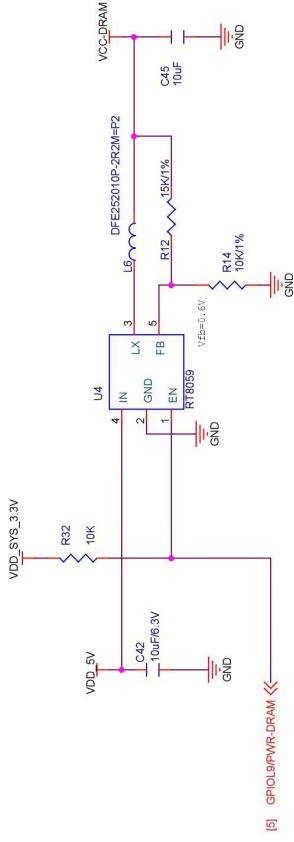 VDD_SYS_3.3V
R32
10K
VDD_5V
C42
10uF/6.3V
GND
[5] GPIOL9/PWR-DRAM
U4
4 IN
2 GND
1 EN
LX 3
FB 5
RT8059
GND
Vfb=0.6V
L6
DFE252010P-2R2M=P2
R12
15K/1%
R14
10K/1%
GND
VCC-DRAM
C45
10uF
GND